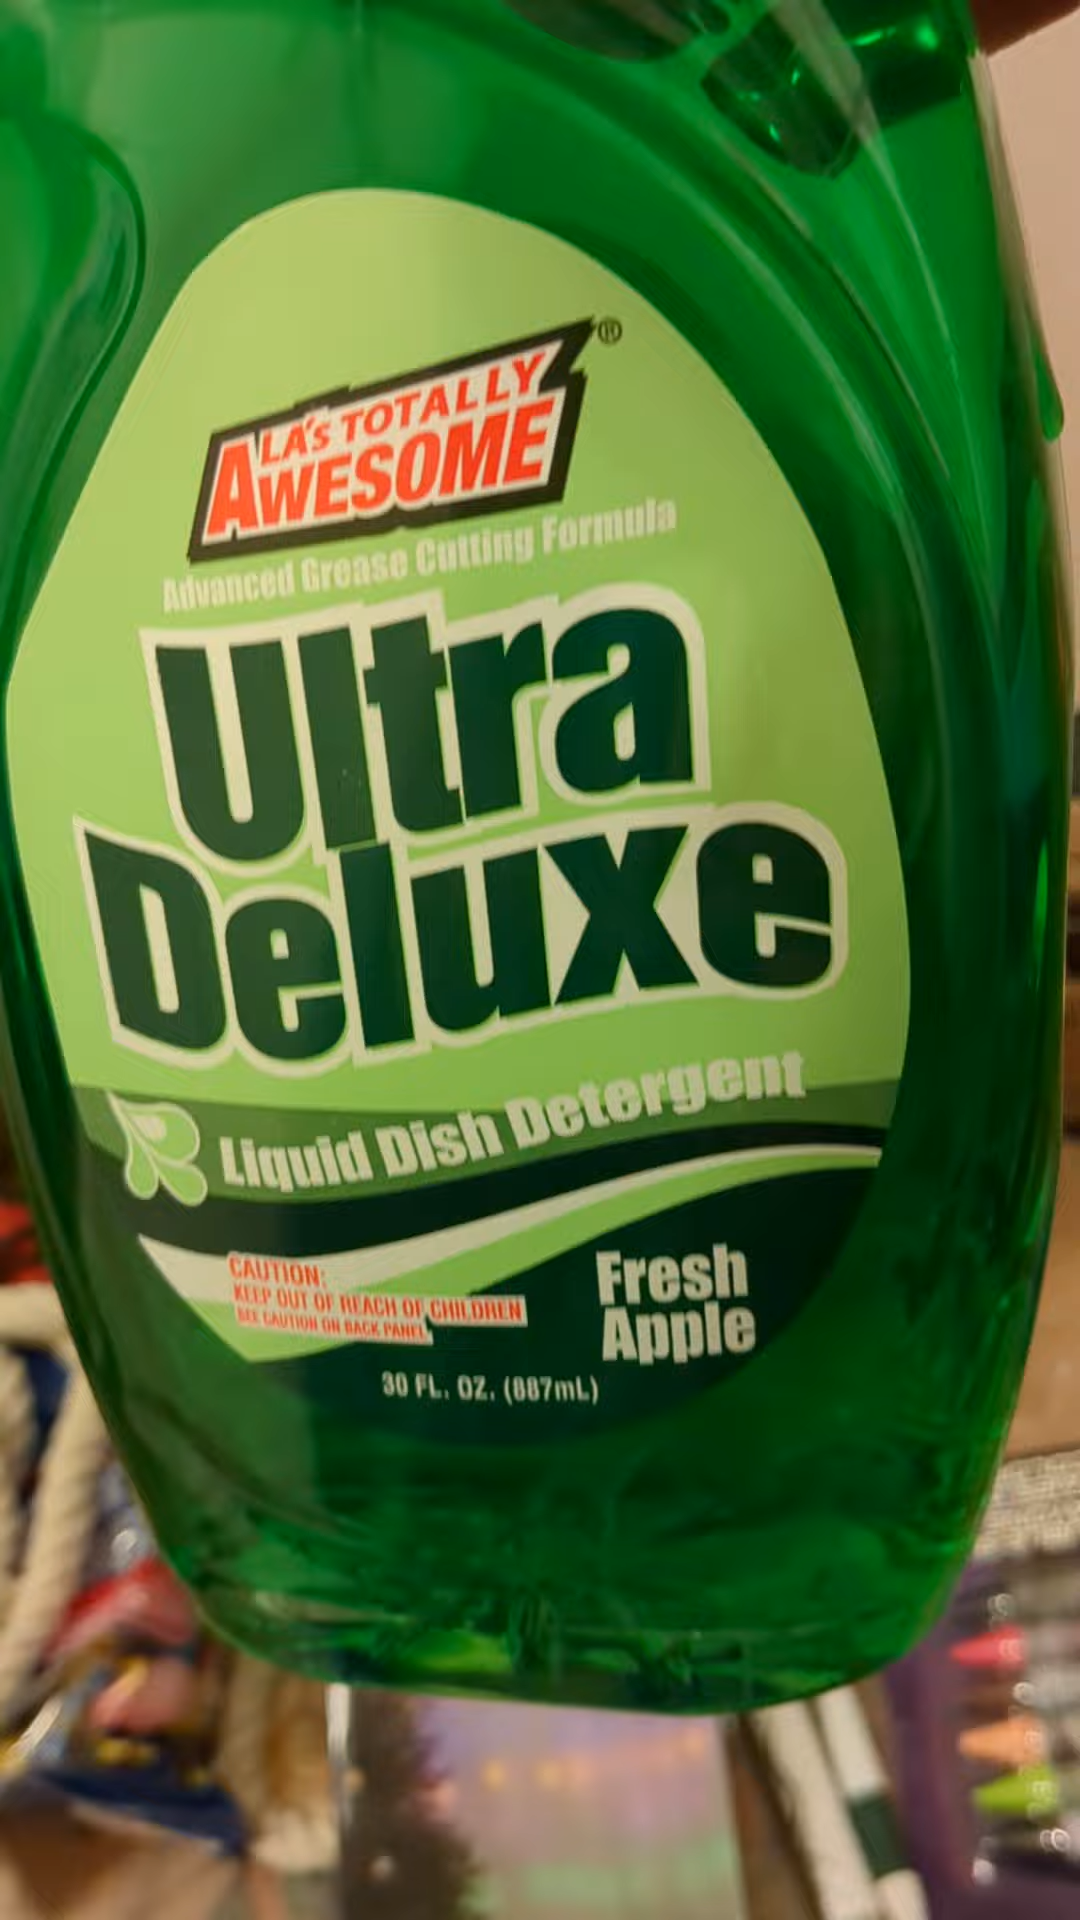 LA'S TOTALLY
AWESOME®
Advanced Grease Cutting Formula
Ultra
Deluxe
Liquid Dish Detergent
CAUTION:
KEEP OUT OF REACH OF CHILDREN
SEE CAUTION ON BACK PANEL
Fresh
Apple
30 FL. OZ. (887mL)